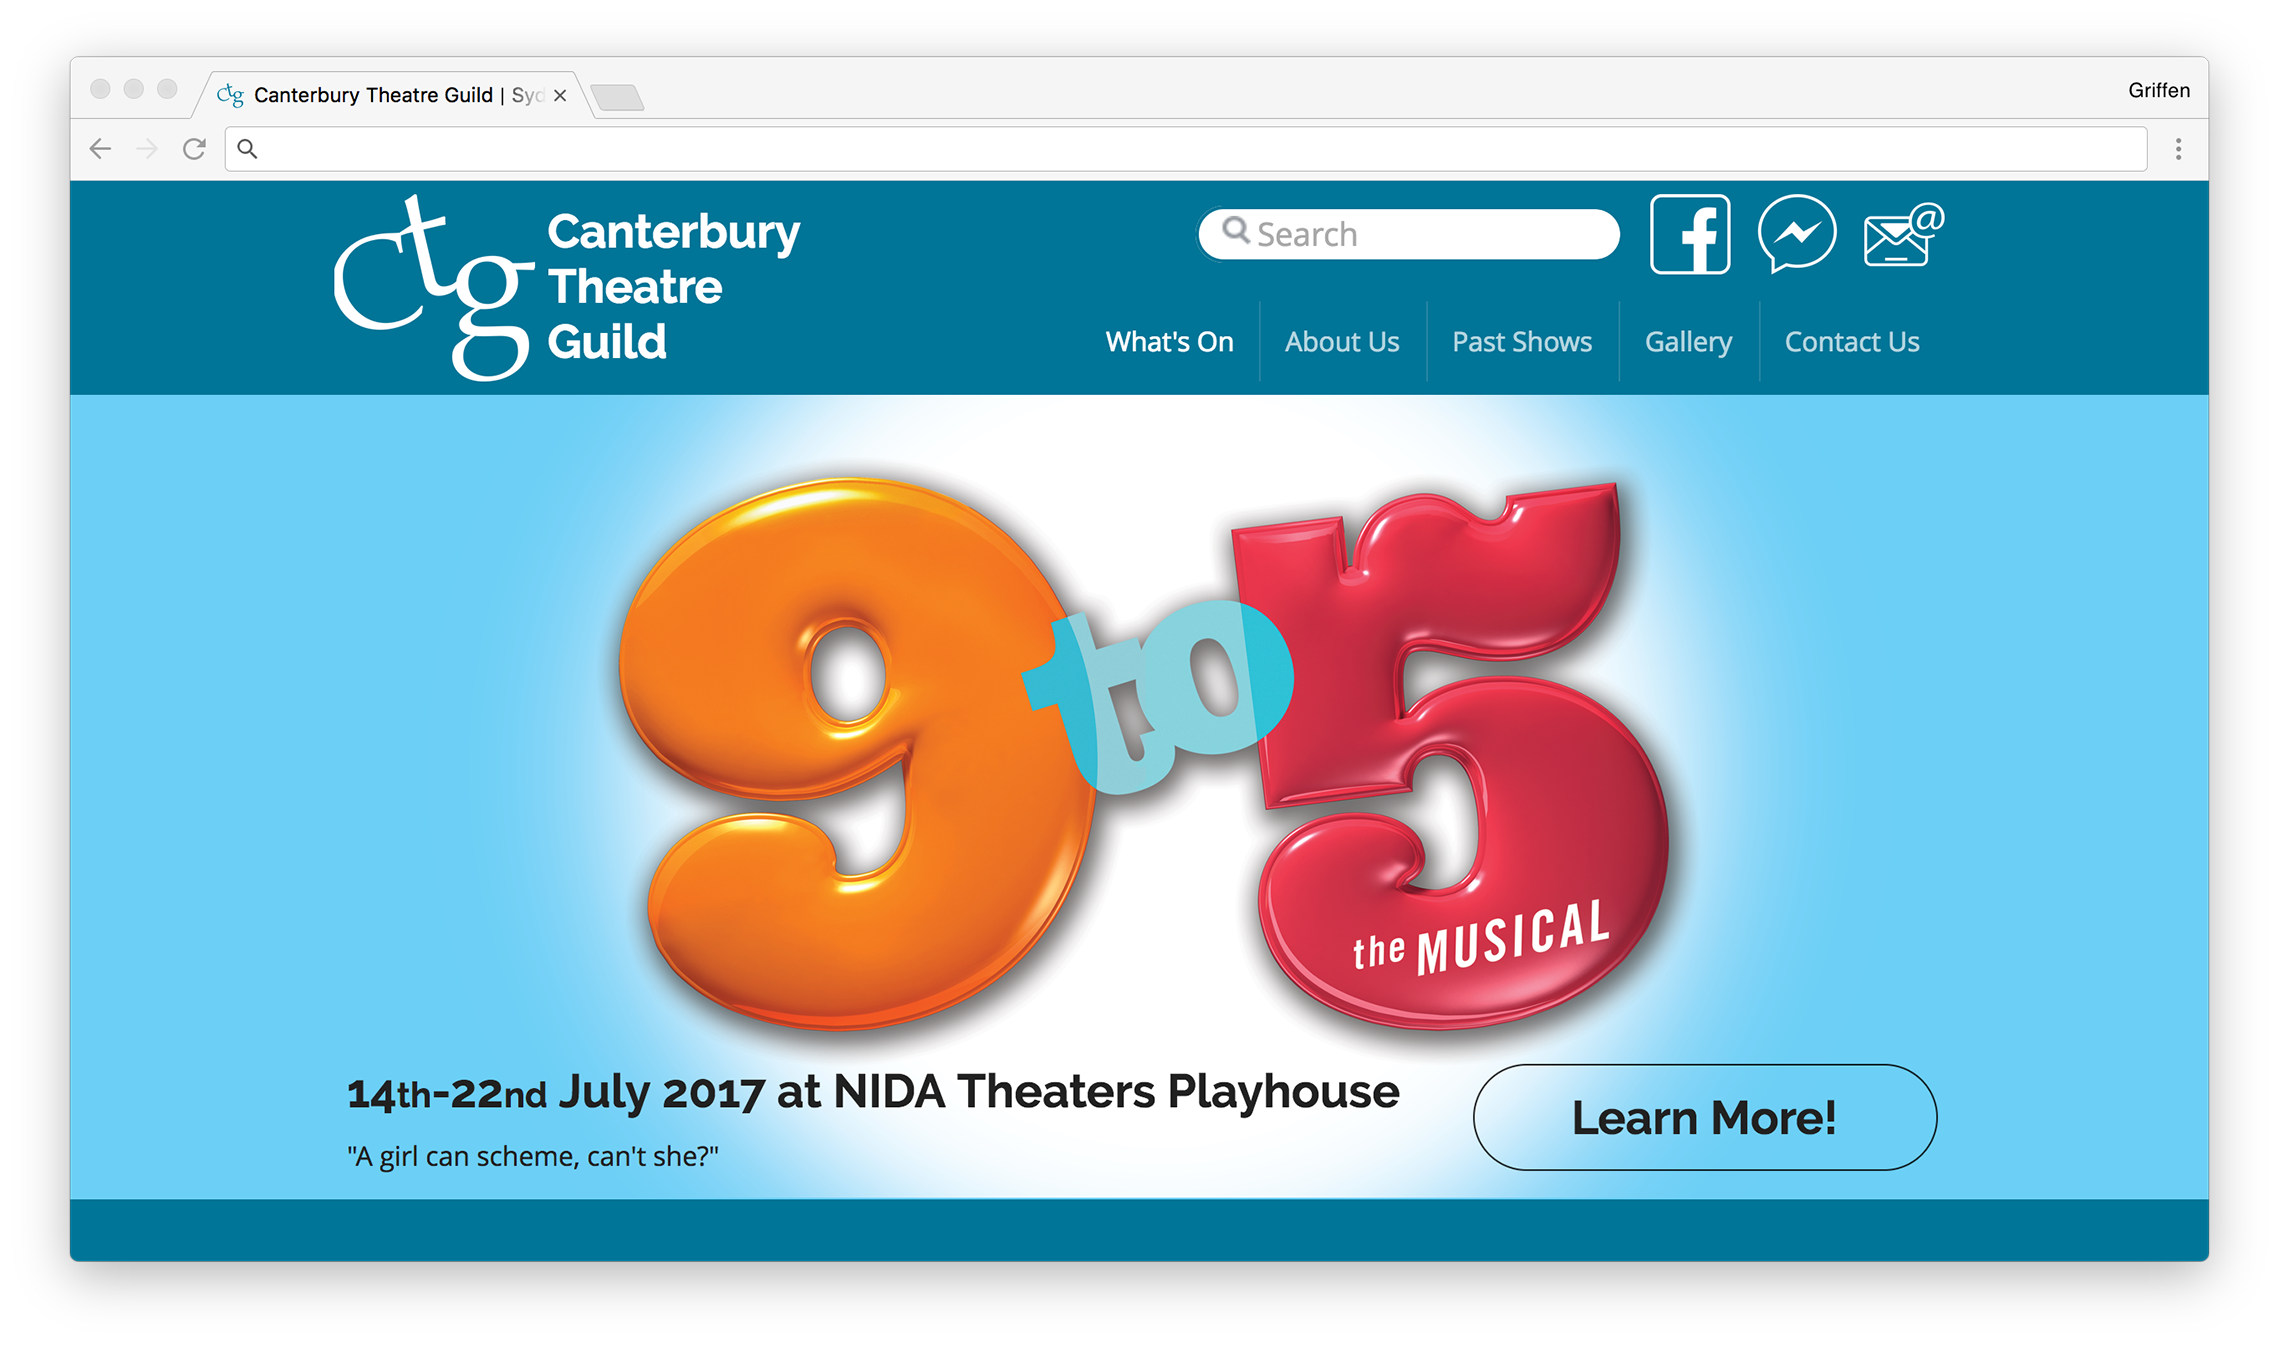 Canterbury Theatre Guild | Syd
Griffen
ctg
Canterbury
Theatre
Guild
Search
What's On
About Us
Past Shows
Gallery
Contact Us
9 to 5
the MUSICAL
14th-22nd July 2017 at NIDA Theaters Playhouse
"A girl can scheme, can't she?"
Learn More!